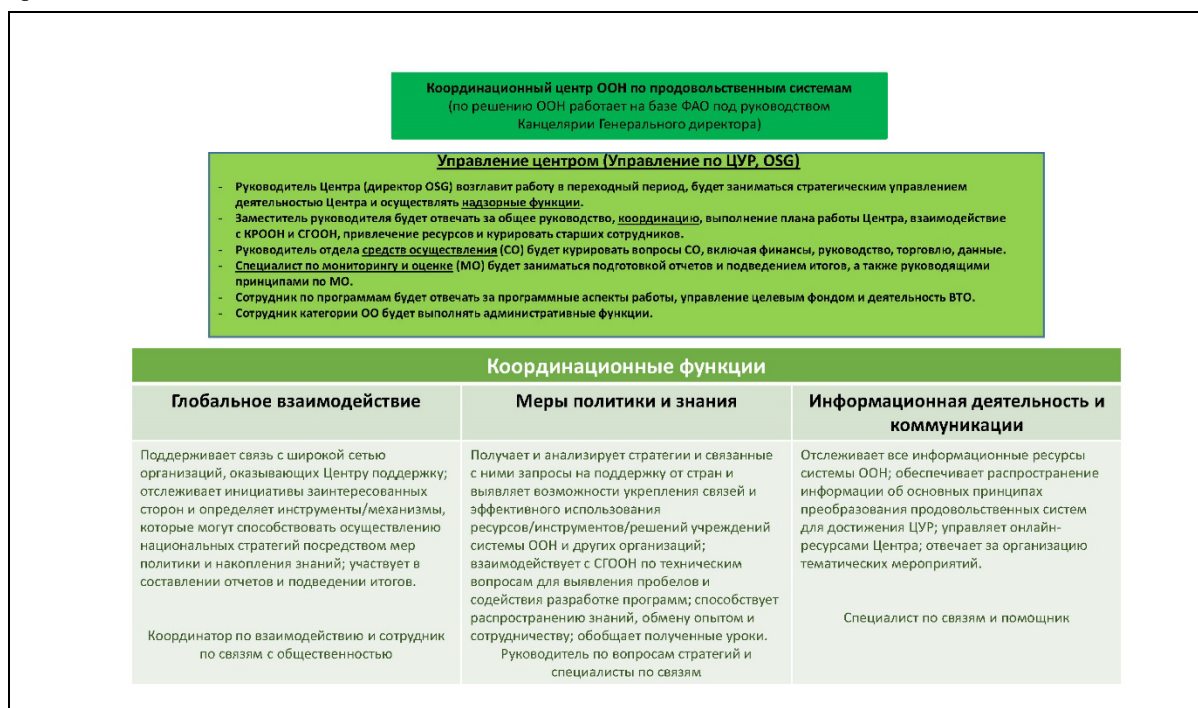 Координационный центр ООН по продовольственным системам
(по решению ООН работает на базе ФАО под руководством
Канцелярии Генерального директора)
Управление центром (Управление по ЦУР, OSG)
- Руководитель Центра (директор OSG) возглавит работу в переходный период, будет заниматься стратегическим управлением
деятельностью Центра и осуществлять надзорные функции.
- Заместитель руководителя будет отвечать за общее руководство, координацию, выполнение плана работы Центра, взаимодействие
с КРООН и СГООН, привлечение ресурсов и курировать старших сотрудников.
- Руководитель отдела средств осуществления (СО) будет курировать вопросы СО, включая финансы, руководство, торговлю, данные.
- Специалист по мониторингу и оценке (МО) будет заниматься подготовкой отчетов и подведением итогов, а также руководящими
принципами по МО.
- Сотрудник по программам будет отвечать за программные аспекты работы, управление целевым фондом и деятельность ВТО.
- Сотрудник категории ОО будет выполнять административные функции.
Координационные функции
Глобальное взаимодействие
Поддерживает связь с широкой сетью
организаций, оказывающих Центру поддержку;
отслеживает инициативы заинтересованных
сторон и определяет инструменты/механизмы,
которые могут способствовать осуществлению
национальных стратегий посредством мер
политики и накопления знаний; участвует в
составлении отчетов и подведении итогов.
Координатор по взаимодействию и сотрудник
по связям с общественностью
Меры политики и знания
Получает и анализирует стратегии и связанные
с ними запросы на поддержку от стран и
выявляет возможности укрепления связей и
эффективного использования
ресурсов/инструментов/решений учреждений
системы ООН и других организаций;
взаимодействует с СГООН по техническим
вопросам для выявления пробелов и
содействия разработке программ; способствует
распространению знаний, обмену опытом и
сотрудничеству; обобщает полученные уроки.
Руководитель по вопросам стратегий и
специалисты по связям
Информационная деятельность и
коммуникации
Отслеживает все информационные ресурсы
системы ООН; обеспечивает распространение
информации об основных принципах
преобразования продовольственных систем
для достижения ЦУР; управляет онлайн-
ресурсами Центра; отвечает за организацию
тематических мероприятий.
Специалист по связям и помощник